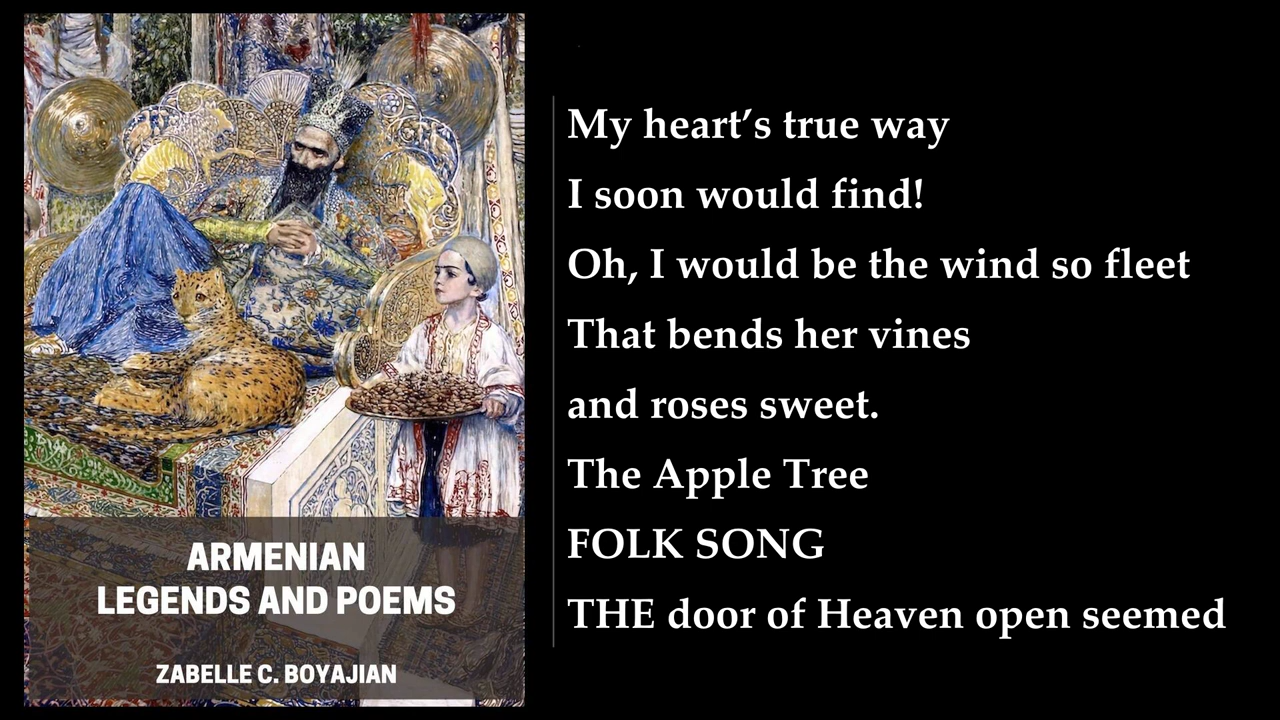 ARMENIAN
LEGENDS AND POEMS
ZABELLE C. BOYAJIAN
My heart’s true way
I soon would find!
Oh, I would be the wind so fleet
That bends her vines
and roses sweet.
The Apple Tree
FOLK SONG
THE door of Heaven open seemed